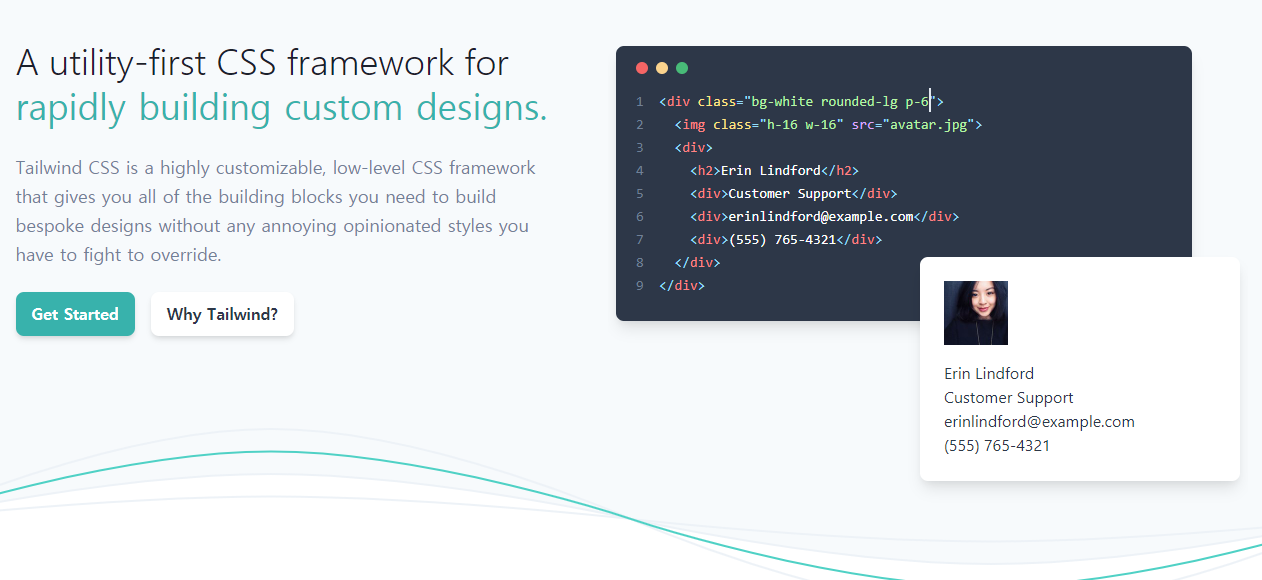 A utility-first CSS framework for
rapidly building custom designs.
Tailwind CSS is a highly customizable, low-level CSS framework
that gives you all of the building blocks you need to build
bespoke designs without any annoying opinionated styles you
have to fight to override.
Get Started
Why Tailwind?
1 <div class="bg-white rounded-lg p-6">
2 <img class="h-16 w-16" src="avatar.jpg">
3 <div>
4 <h2>Erin Lindford</h2>
5 <div>Customer Support</div>
6 <div>erinlindford@example.com</div>
7 <div>(555) 765-4321</div>
8 </div>
9 </div>
Erin Lindford
Customer Support
erinlindford@example.com
(555) 765-4321